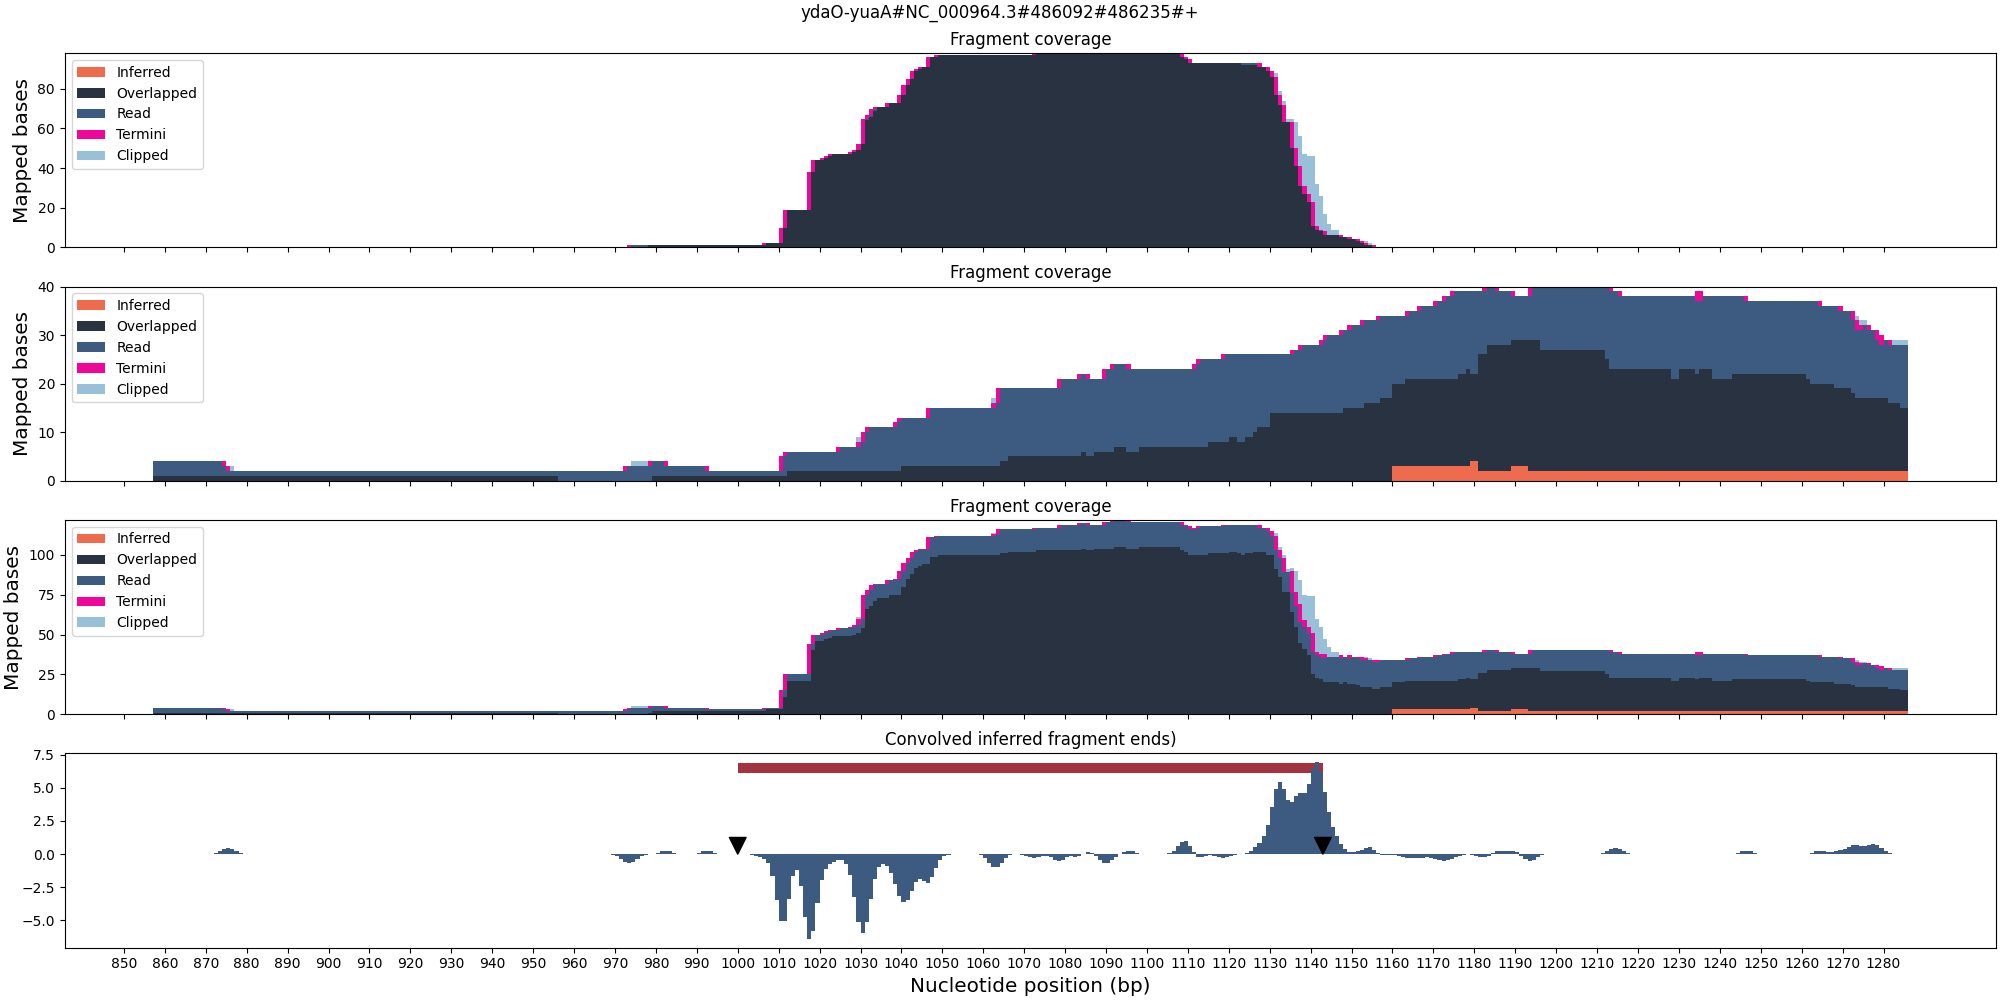 ydaO-yuaA#NC_000964.3#486092#486235#+
Fragment coverage
Mapped bases
80
60
40
20
0
Inferred
Overlapped
Read
Termini
Clipped
Fragment coverage
Mapped bases
40
30
20
10
0
Inferred
Overlapped
Read
Termini
Clipped
Fragment coverage
Mapped bases
100
75
50
25
0
Inferred
Overlapped
Read
Termini
Clipped
Convolved inferred fragment ends)
7.5
5.0
2.5
0.0
−2.5
−5.0
850 860 870 880 890 900 910 920 930 940 950 960 970 980 990 1000 1010 1020 1030 1040 1050 1060 1070 1080 1090 1100 1110 1120 1130 1140 1150 1160 1170 1180 1190 1200 1210 1220 1230 1240 1250 1260 1270 1280
Nucleotide position (bp)